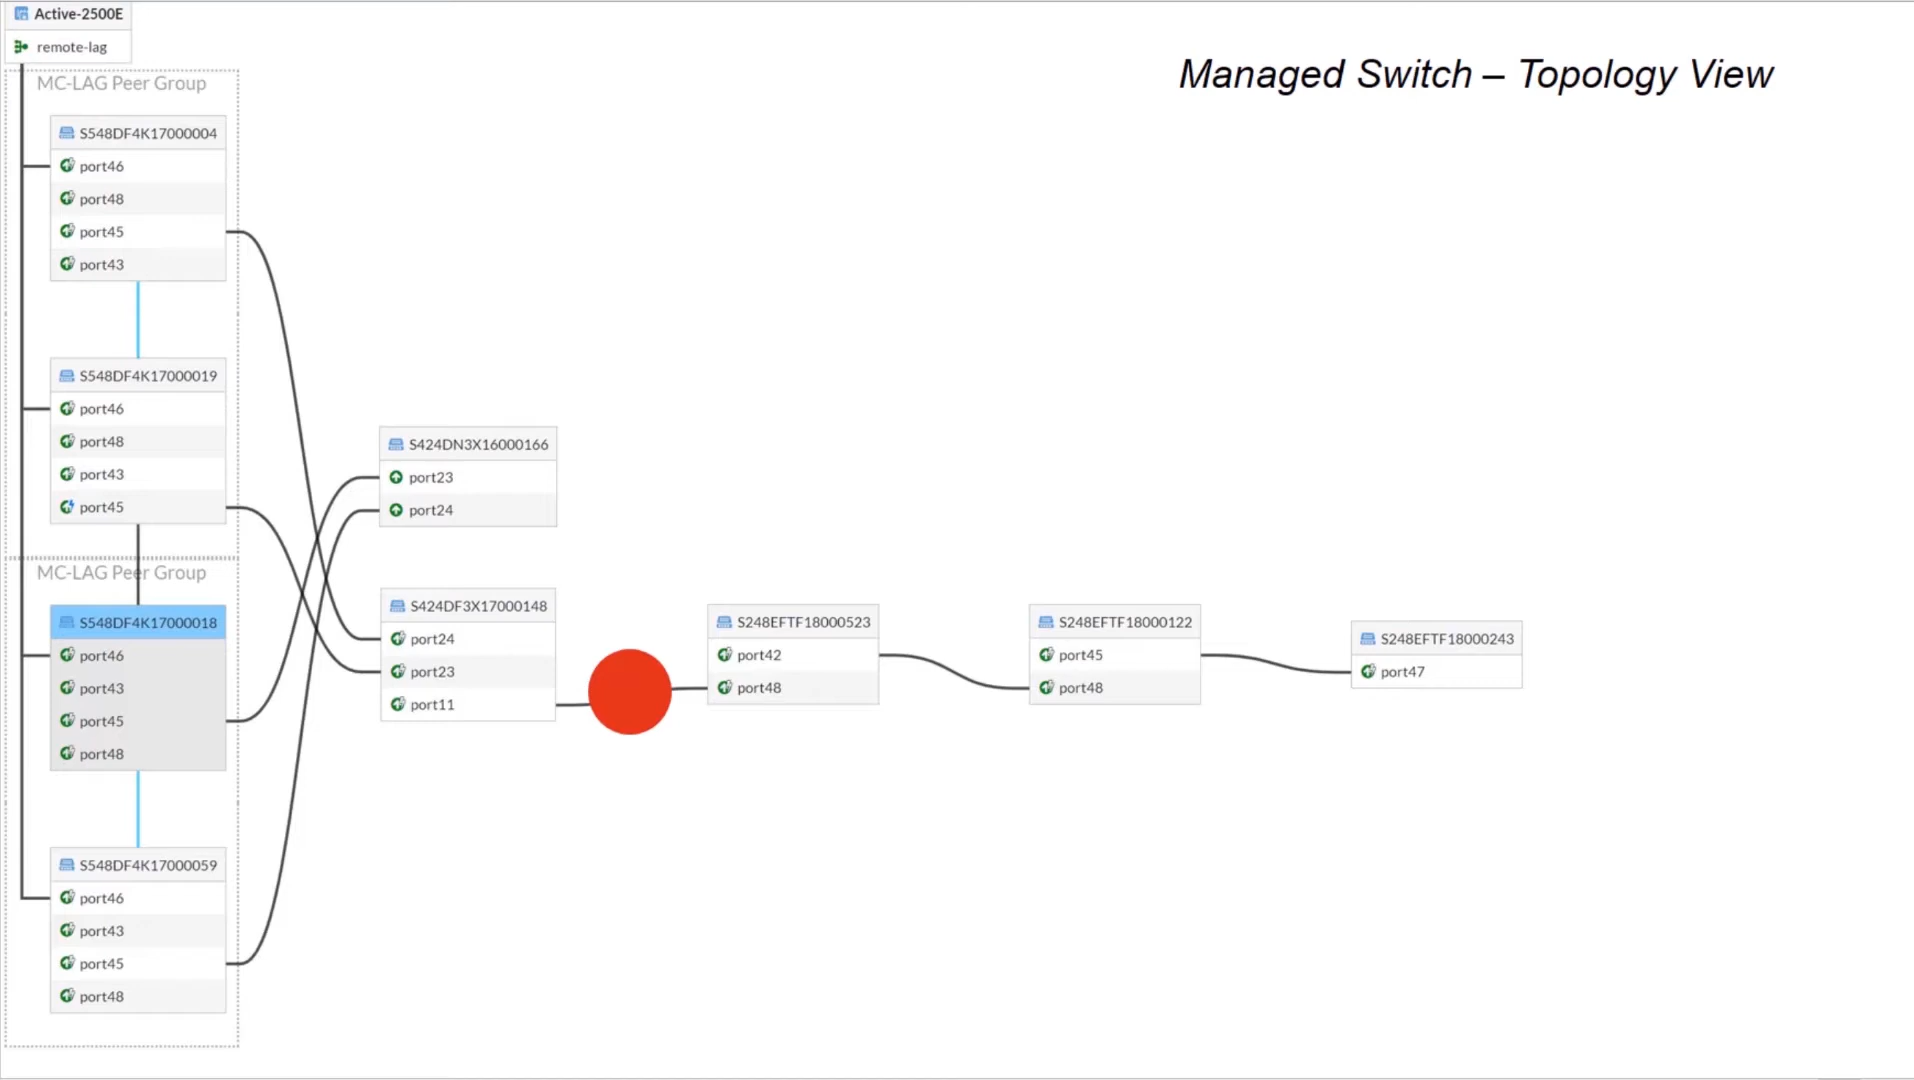 Active-2500E
remote-lag
Managed Switch – Topology View
MC-LAG Peer Group
S548DF4K17000004
port46
port48
port45
port43
S548DF4K17000019
port46
port48
port43
port45
MC-LAG Peer Group
S548DF4K17000018
port46
port43
port45
port48
S548DF4K17000059
port46
port43
port45
port48
S424DN3X16000166
port23
port24
S424DF3X17000148
port24
port23
port11
S248EFTF18000523
port42
port48
S248EFTF18000122
port45
port48
S248EFTF18000243
port47